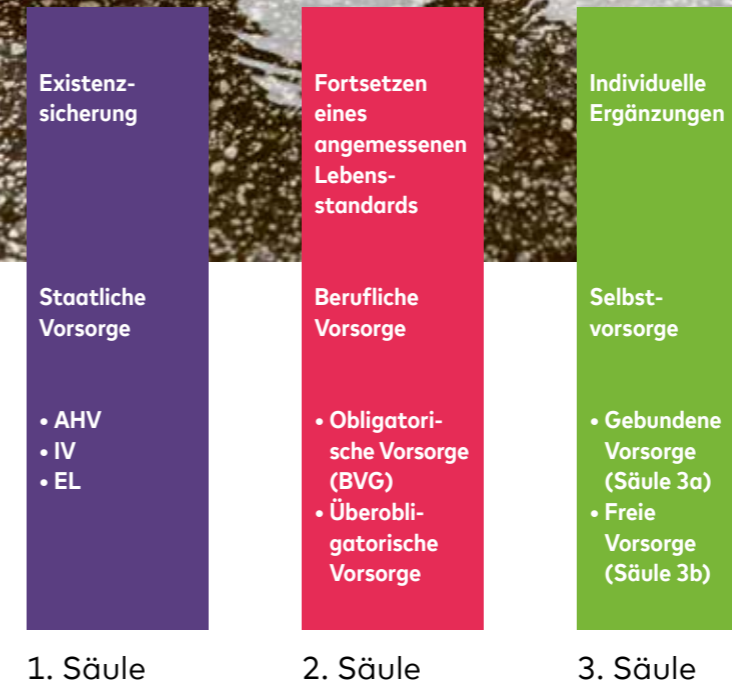 Existenz-
sicherung
Staatliche
Vorsorge
• AHV
• IV
• EL
1. Säule
Fortsetzen
eines
angemessenen
Lebens-
standards
Berufliche
Vorsorge
• Obligatori-
sche Vorsorge
(BVG)
• Überobli-
gatorische
Vorsorge
2. Säule
Individuelle
Ergänzungen
Selbst-
vorsorge
• Gebundene
Vorsorge
(Säule 3a)
• Freie
Vorsorge
(Säule 3b)
3. Säule